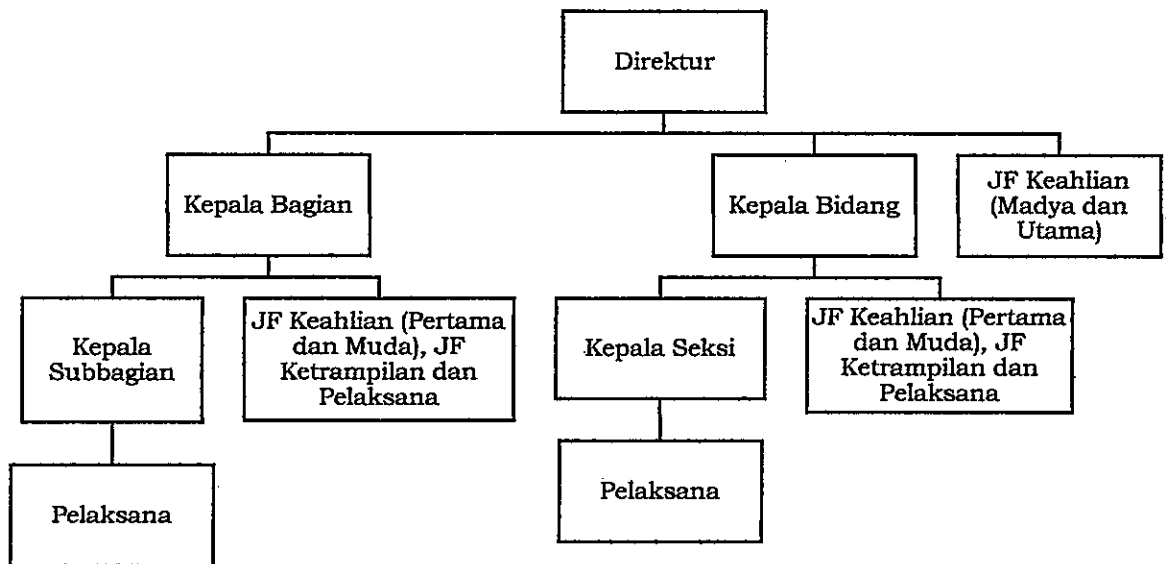 Direktur
Kepala Bagian
Kepala Bidang
JF Keahlian
(Madya dan
Utama)
Kepala
Subbagian
JF Keahlian (Pertama
dan Muda), JF
Ketrampilan dan
Pelaksana
Kepala Seksi
JF Keahlian (Pertama
dan Muda), JF
Ketrampilan dan
Pelaksana
Pelaksana
Pelaksana